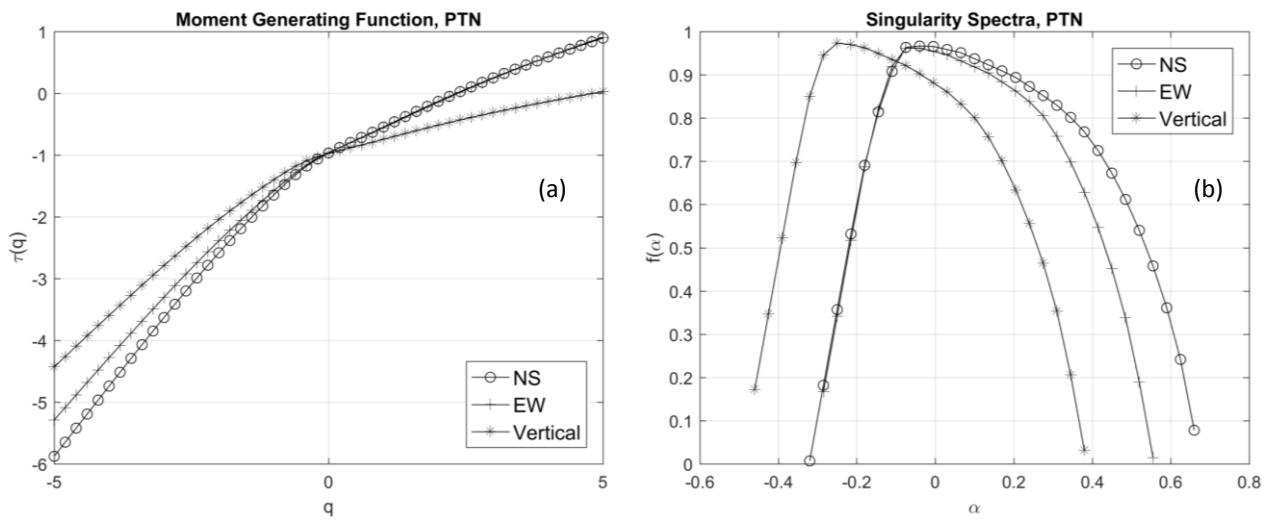 Moment Generating Function, PTN
1
0
-1
-2
-3
-4
-5
-6
τ(q)
(a)
NS
EW
Vertical
-5
0
5
q
Singularity Spectra, PTN
1
0.9
0.8
0.7
0.6
0.5
0.4
0.3
0.2
0.1
0
f(α)
NS
EW
Vertical
(b)
-0.6
-0.4
-0.2
0
0.2
0.4
0.6
0.8
α